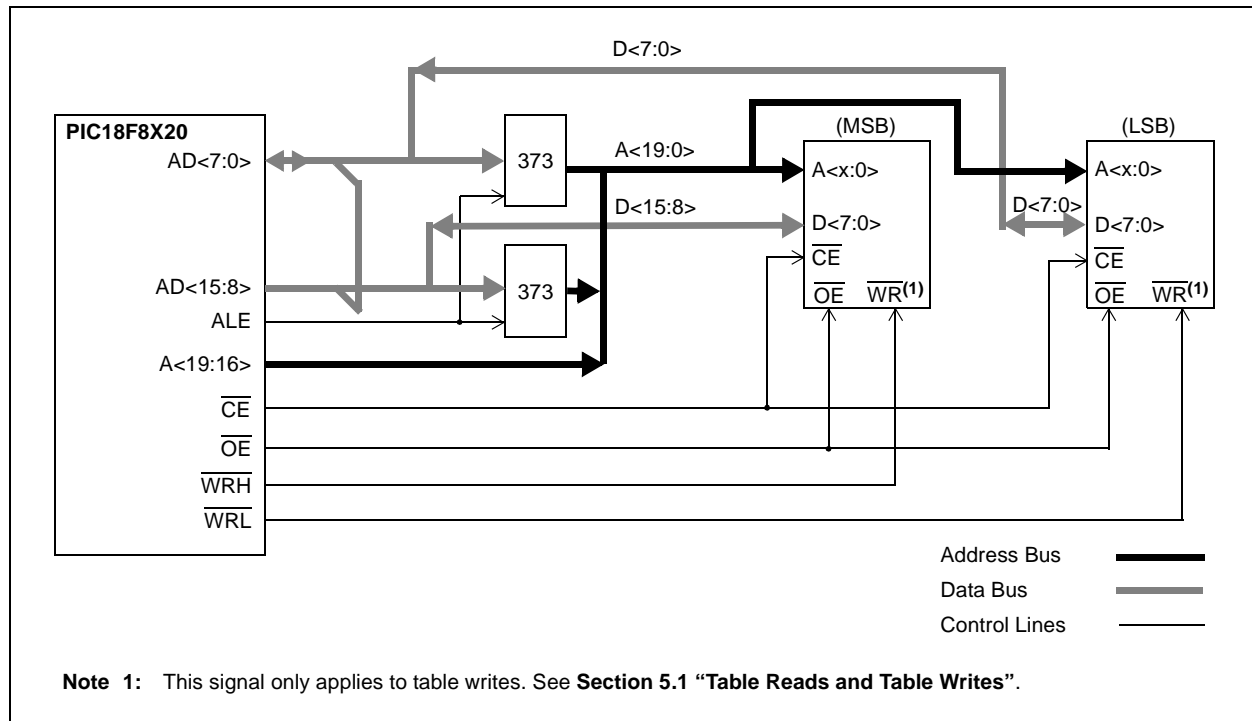 D<7:0>
PIC18F8X20
AD<7:0>
373
A<19:0>
(MSB)
(LSB)
A<x:0>
A<x:0>
D<15:8>
D<7:0>
D<7:0>
D<7:0>
AD<15:8>
373
CE
CE
OE WR(1)
OE WR(1)
ALE
A<19:16>
CE
OE
WRH
WRL
Address Bus
Data Bus
Control Lines
Note 1: This signal only applies to table writes. See Section 5.1 “Table Reads and Table Writes”.